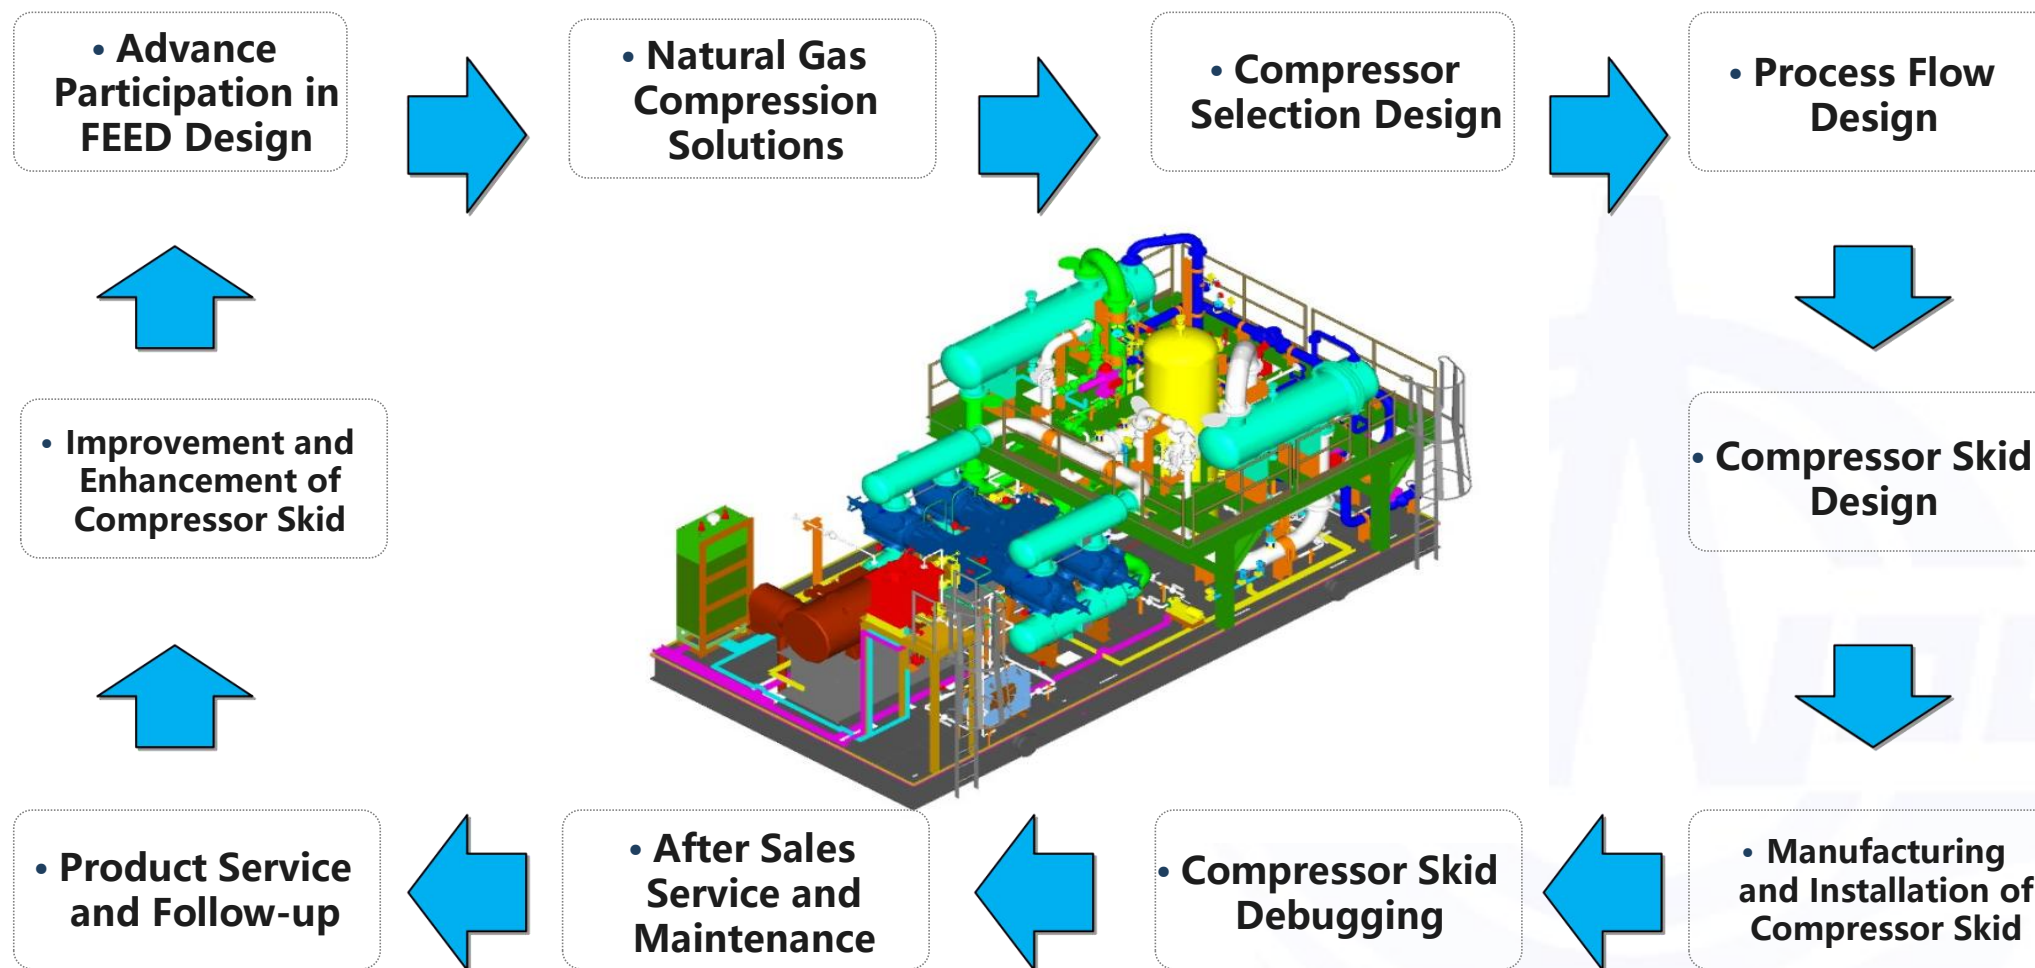 • Advance
Participation in
FEED Design
• Natural Gas
Compression
Solutions
• Compressor
Selection Design
• Process Flow
Design
• Compressor Skid
Design
• Manufacturing
and Installation of
Compressor Skid
• Compressor Skid
Debugging
• After Sales
Service and
Maintenance
• Product Service
and Follow-up
• Improvement and
Enhancement of
Compressor Skid